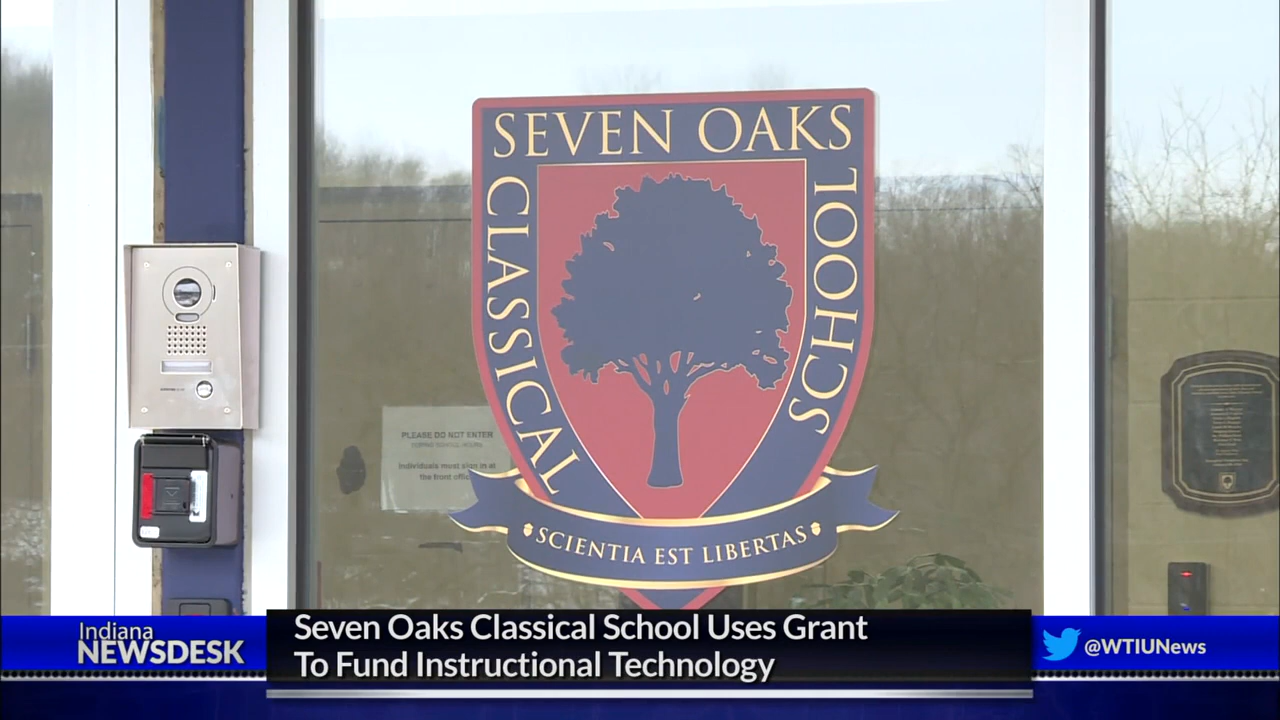 SEVEN OAKS
CLASSICAL
SCHOOL
PLEASE DO NOT ENTER
Individuals must sign in at
the front office
SCIENTIA EST LIBERTAS
Indiana
NEWSDESK
Seven Oaks Classical School Uses Grant
To Fund Instructional Technology
@WTIUNews